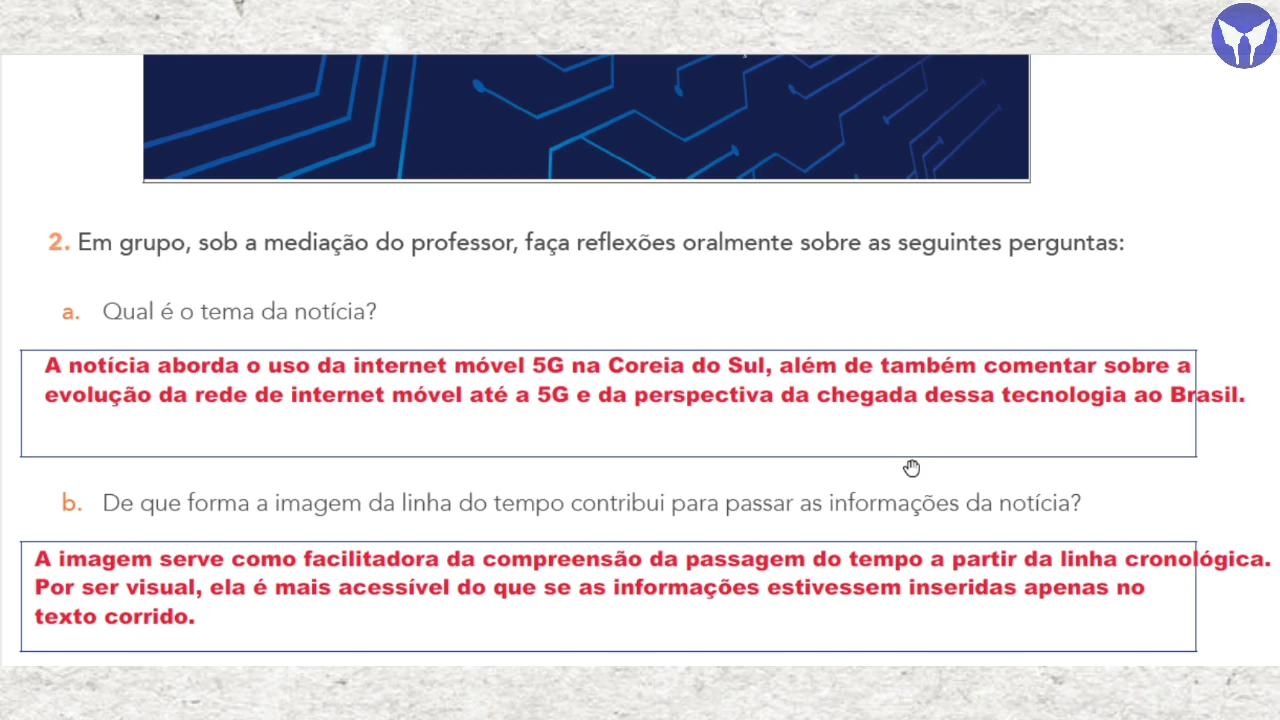 2. Em grupo, sob a mediação do professor, faça reflexões oralmente sobre as seguintes perguntas:
a. Qual é o tema da notícia?
A notícia aborda o uso da internet móvel 5G na Coreia do Sul, além de também comentar sobre a
evolução da rede de internet móvel até a 5G e da perspectiva da chegada dessa tecnologia ao Brasil.
b. De que forma a imagem da linha do tempo contribui para passar as informações da notícia?
A imagem serve como facilitadora da compreensão da passagem do tempo a partir da linha cronológica.
Por ser visual, ela é mais acessível do que se as informações estivessem inseridas apenas no
texto corrido.